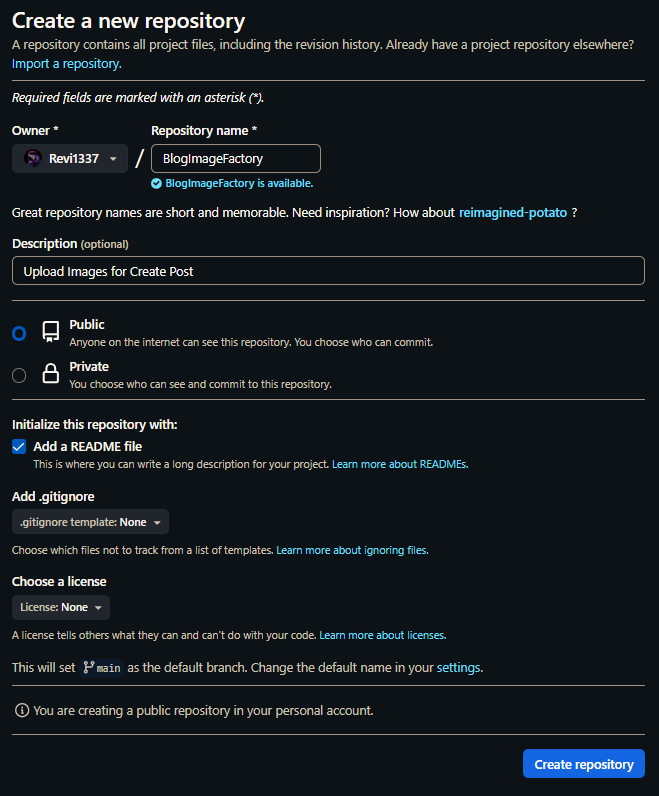 Create a new repository
A repository contains all project files, including the revision history. Already have a project repository elsewhere?
Import a repository.
Required fields are marked with an asterisk (*).
Owner * Repository name *
Revi1337 / BlogImageFactory
BlogImageFactory is available.
Great repository names are short and memorable. Need inspiration? How about reimagined-potato ?
Description (optional)
Upload Images for Create Post
Public
Anyone on the internet can see this repository. You choose who can commit.
Private
You choose who can see and commit to this repository.
Initialize this repository with:
Add a README file
This is where you can write a long description for your project. Learn more about READMEs.
Add .gitignore
.gitignore template: None
Choose which files not to track from a list of templates. Learn more about ignoring files.
Choose a license
License: None
A license tells others what they can and can't do with your code. Learn more about licenses.
This will set main as the default branch. Change the default name in your settings.
You are creating a public repository in your personal account.
Create repository